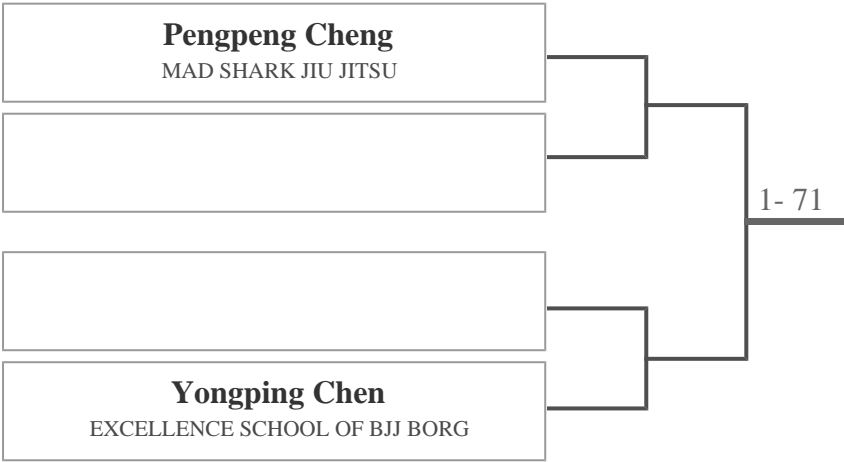 Pengpeng Cheng
MAD SHARK JIU JITSU
1- 71
Yongping Chen
EXCELLENCE SCHOOL OF BJJ BORG